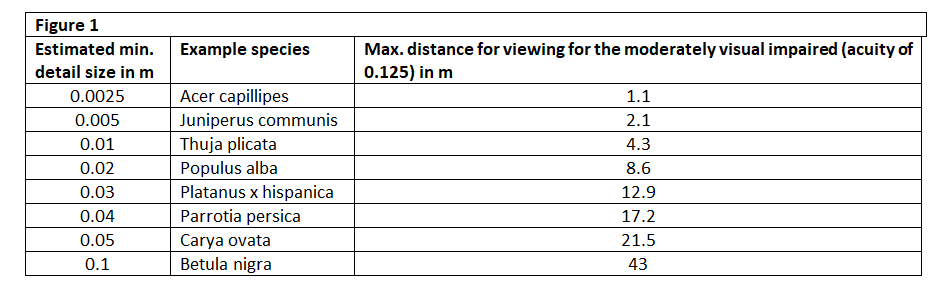 Figure 1
Estimated min. detail size in m Example species Max. distance for viewing for the moderately visual impaired (acuity of 0.125) in m
0.0025 Acer capillipes 1.1
0.005 Juniperus communis 2.1
0.01 Thuja plicata 4.3
0.02 Populus alba 8.6
0.03 Platanus x hispanica 12.9
0.04 Parrotia persica 17.2
0.05 Carya ovata 21.5
0.1 Betula nigra 43